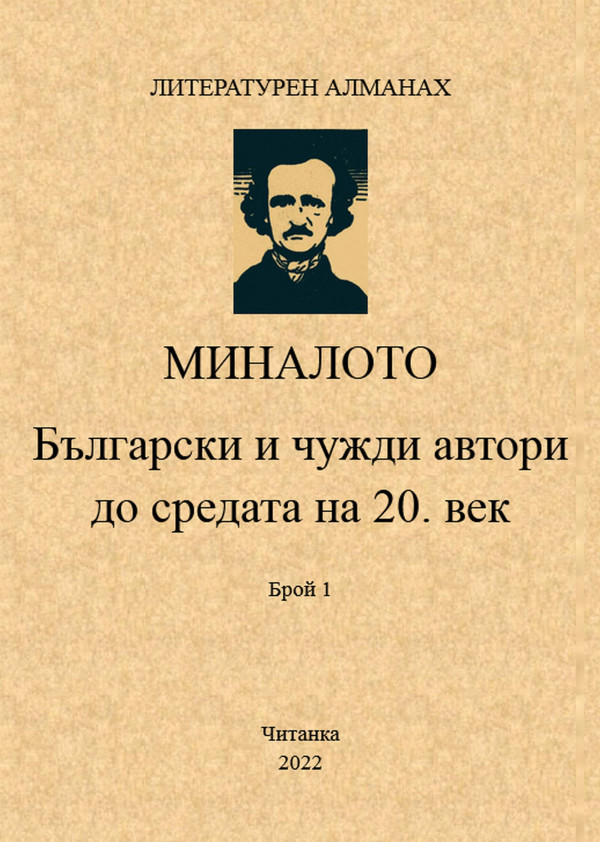 ЛИТЕРАТУРЕН АЛМАНАХ
МИНАЛОТО
Български и чужди автори
до средата на 20. век
Брой 1
Читанка
2022